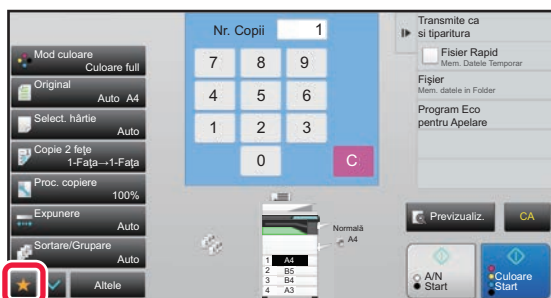 Mod culoare
Culoare full
Original
Auto A4
Select. hârtie
Auto
Copie 2 feţe
1-Faţa→1-Faţa
Proc. copiere
100%
Expunere
Auto
Sortare/Grupare
Auto
Altele
Nr. Copii 1
7 8 9
4 5 6
1 2 3
0 C
Normală
A4
1 A4
2 B5
3 B4
4 A3
Transmite ca
si tiparitura
Fisier Rapid
Mem. Datele Temporar
Fişier
Mem. datele in Folder
Program Eco
pentru Apelare
Previzualiz. CA
A/N
Start
Culoare
Start